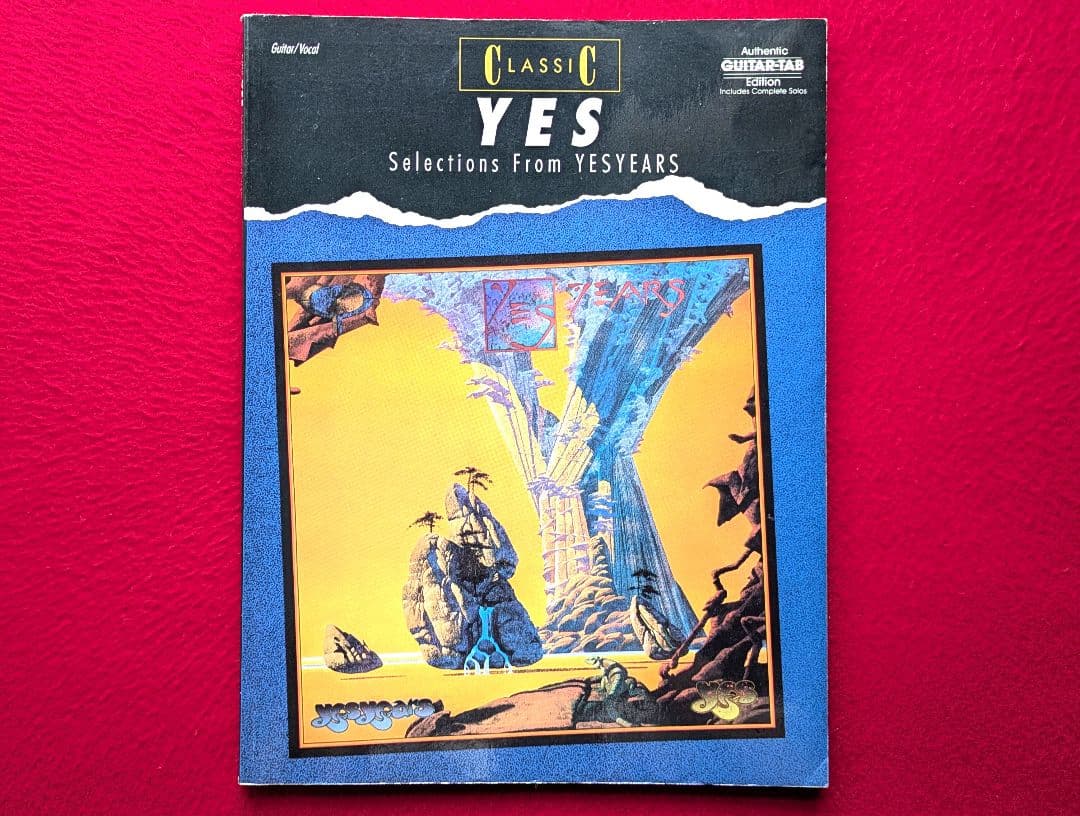 Guitar/Vocal
CLASSIC
Authentic
GUITAR-TAB
Edition
Includes Complete Solos
YES
Selections From YESYEARS
YES YEARS
yesyears
yes